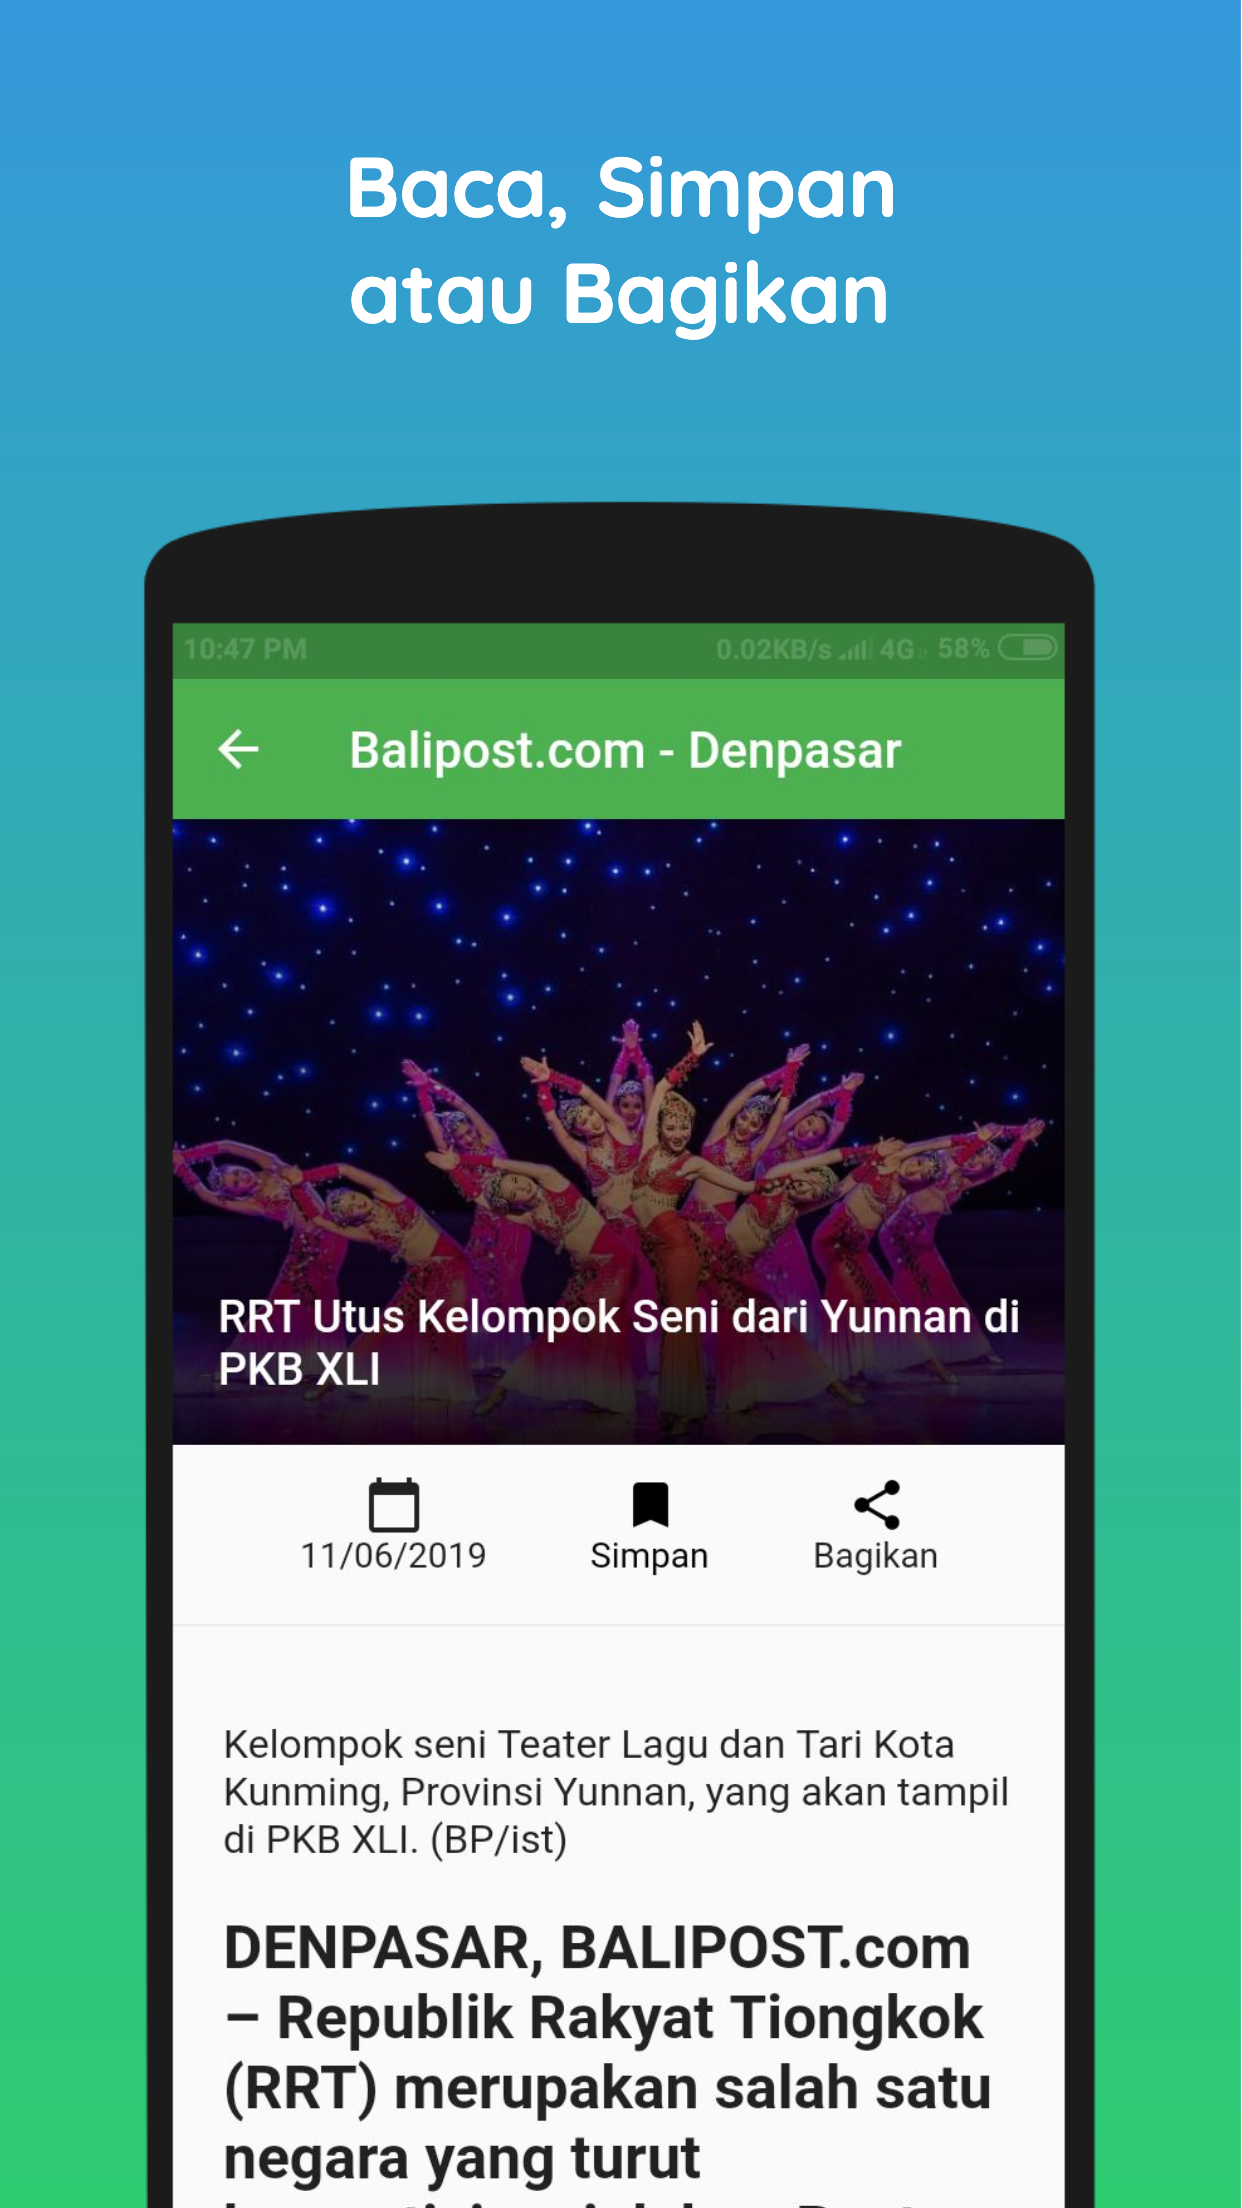 Baca, Simpan
atau Bagikan
10:47 PM 0.02KB/s 4G 58%
Balipost.com - Denpasar
RRT Utus Kelompok Seni dari Yunnan di
PKB XLI
11/06/2019 Simpan Bagikan
Kelompok seni Teater Lagu dan Tari Kota
Kunming, Provinsi Yunnan, yang akan tampil
di PKB XLI. (BP/ist)
DENPASAR, BALIPOST.com
– Republik Rakyat Tiongkok
(RRT) merupakan salah satu
negara yang turut